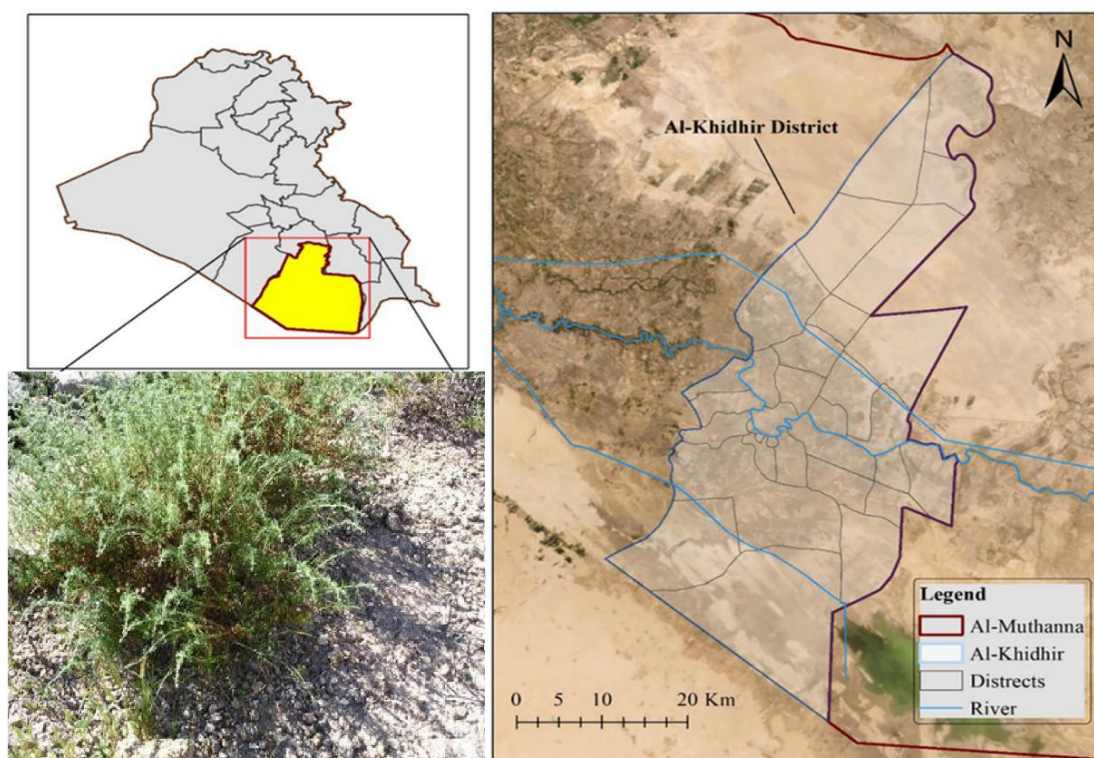 N
Al-Khidhir District
Legend
Al-Muthanna
Al-Khidhir
Distrects
River
0 5 10 20 Km